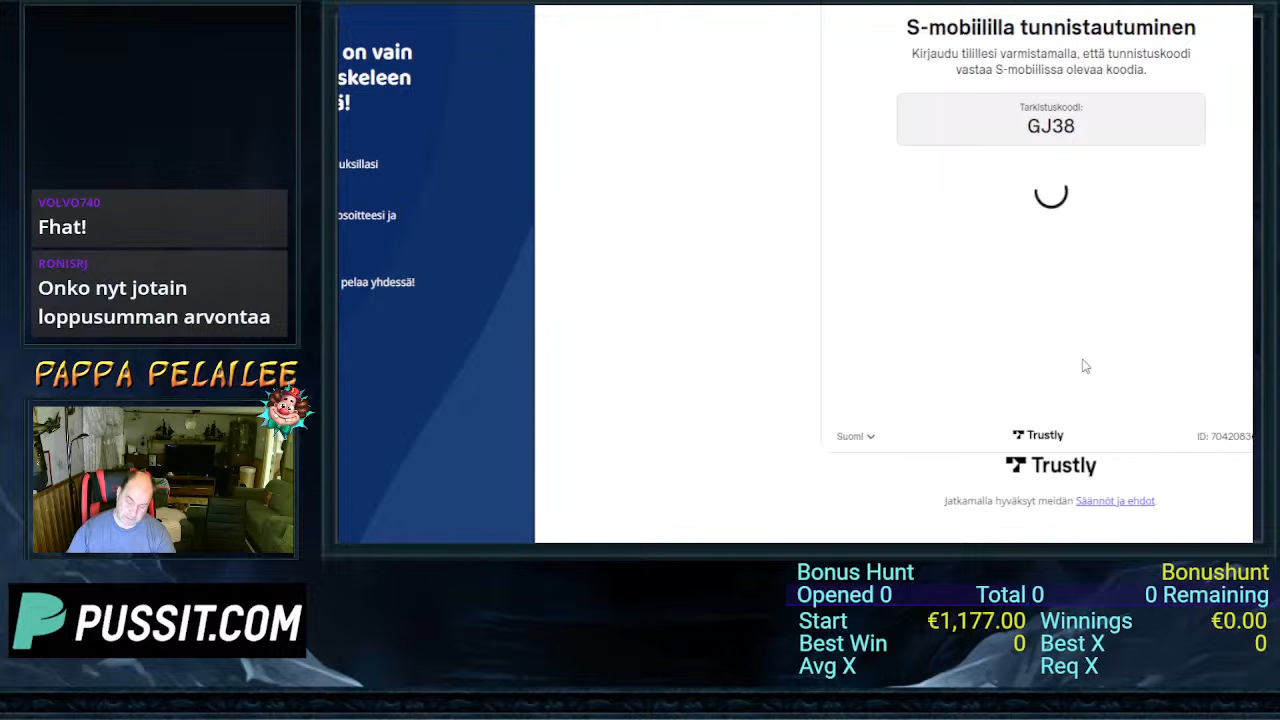 VOLVO740
Fhat!
RONISRJ
Onko nyt jotain
loppusumman arvontaa
PAPPA PELAILEE
PUSSIT.COM
on vain
skeleen
ä!
uksillasi
osoitteesi ja
pelaa yhdessä!
S-mobiililla tunnistautuminen
Kirjaudu tilillesi varmistamalla, että tunnistuskoodi
vastaa S-mobiilissa olevaa koodia.
Tarkistuskoodi:
GJ38
Suomi
Trustly
ID: 7042083
Trustly
Jatkamalla hyväksyt meidän Säännöt ja ehdot.
Bonus Hunt Bonushunt
Opened 0 Total 0 0 Remaining
Start €1,177.00 Winnings €0.00
Best Win 0 Best X 0
Avg X Req X